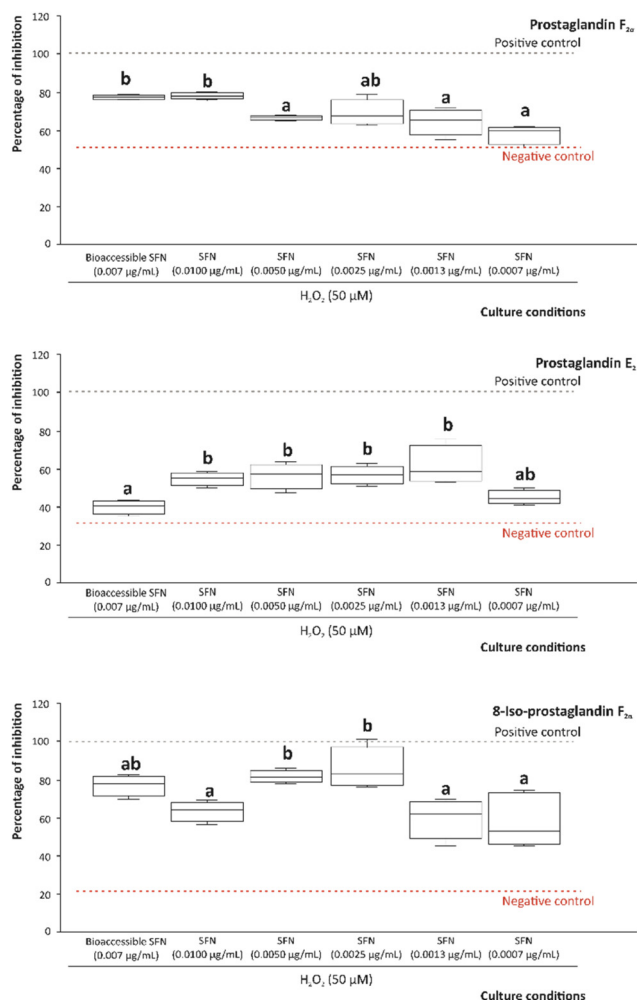 Prostaglandin F2α
Positive control
Percentage of inhibition
120
100
80
60
40
20
0
b
b
a
ab
a
a
Negative control
Bioaccessible SFN
(0.007 µg/mL)
SFN
(0.0100 µg/mL)
SFN
(0.0050 µg/mL)
SFN
(0.0025 µg/mL)
SFN
(0.0013 µg/mL)
SFN
(0.0007 µg/mL)
H2O2 (50 µM)
Culture conditions
Prostaglandin E2
Positive control
Percentage of inhibition
120
100
80
60
40
20
0
a
b
b
b
b
ab
Negative control
Bioaccessible SFN
(0.007 µg/mL)
SFN
(0.0100 µg/mL)
SFN
(0.0050 µg/mL)
SFN
(0.0025 µg/mL)
SFN
(0.0013 µg/mL)
SFN
(0.0007 µg/mL)
H2O2 (50 µM)
Culture conditions
8-Iso-prostaglandin F2α
Positive control
Percentage of inhibition
120
100
80
60
40
20
0
ab
a
b
b
a
a
Negative control
Bioaccessible SFN
(0.007 µg/mL)
SFN
(0.0100 µg/mL)
SFN
(0.0050 µg/mL)
SFN
(0.0025 µg/mL)
SFN
(0.0013 µg/mL)
SFN
(0.0007 µg/mL)
H2O2 (50 µM)
Culture conditions